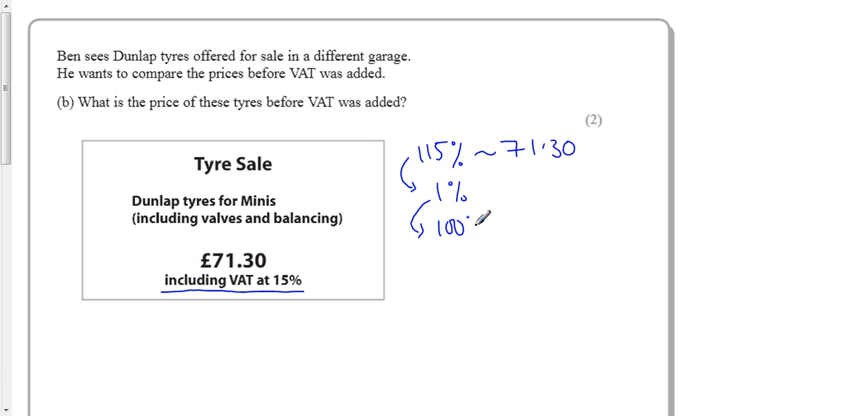 Ben sees Dunlap tyres offered for sale in a different garage.
He wants to compare the prices before VAT was added.
(b) What is the price of these tyres before VAT was added?
(2)
Tyre Sale
Dunlap tyres for Minis
(including valves and balancing)
£71.30
including VAT at 15%
115% ~ 71.30
1%
100